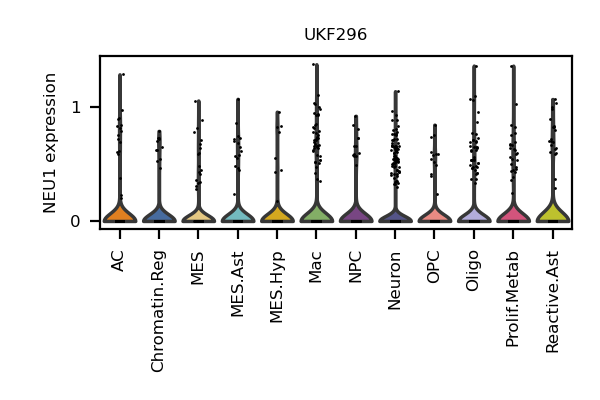 UKF296
NEU1 expression
1
0
AC
Chromatin.Reg
MES
MES.Ast
MES.Hyp
Mac
NPC
Neuron
OPC
Oligo
Prolif.Metab
Reactive.Ast